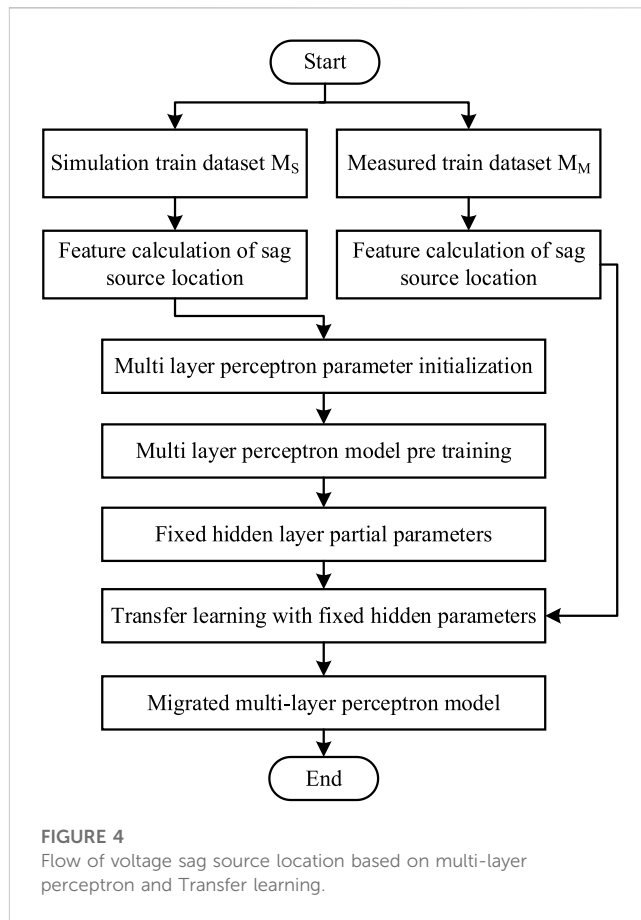 Start
Simulation train dataset MS
Measured train dataset MM
Feature calculation of sag
source location
Feature calculation of sag
source location
Multi layer perceptron parameter initialization
Multi layer perceptron model pre training
Fixed hidden layer partial parameters
Transfer learning with fixed hidden parameters
Migrated multi-layer perceptron model
End
FIGURE 4
Flow of voltage sag source location based on multi-layer
perceptron and Transfer learning.